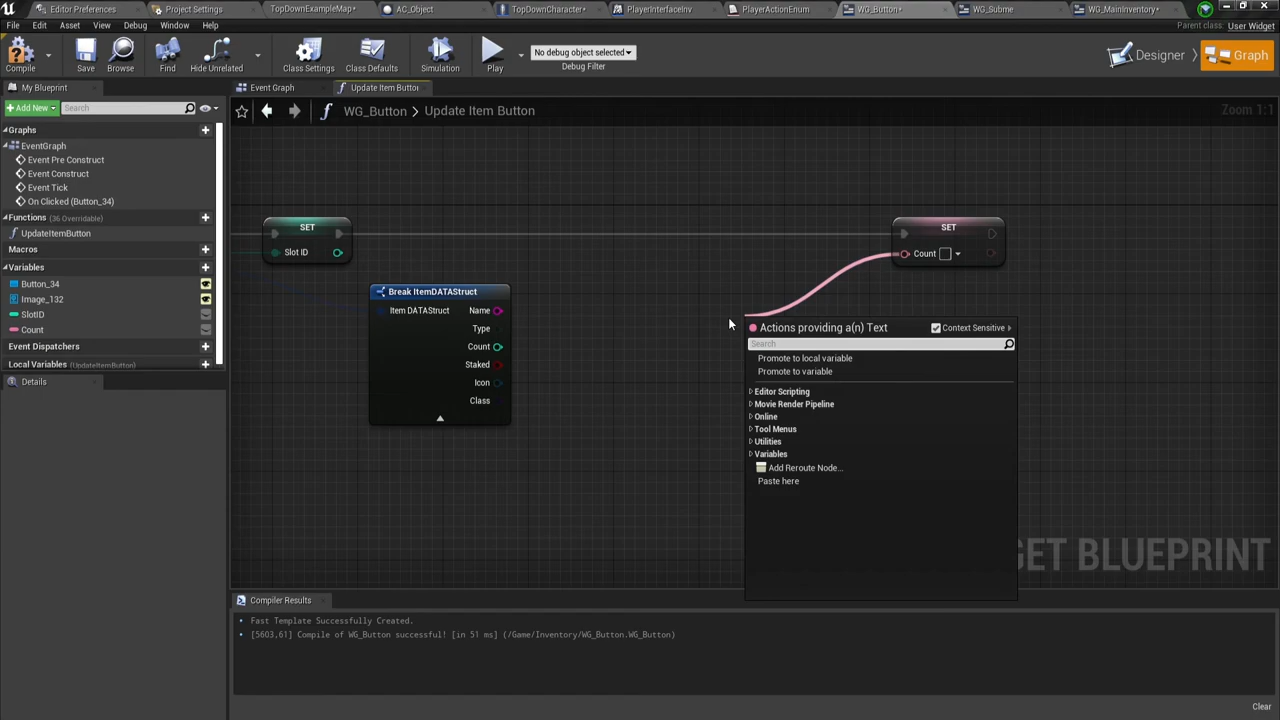 Editor Preferences
Project Settings
TopDownExampleMap*
AC_Object
TopDownCharacter*
PlayerInterfaceInv
PlayerActionEnum
WG_Button*
WG_Subme
WG_MainInventory*
File Edit Asset View Debug Window Help
Parent class: User Widget
Compile
Save
Browse
Find
Hide Unrelated
Class Settings
Class Defaults
Simulation
Play
No debug object selected
Debug Filter
Designer
Graph
My Blueprint
Event Graph
Update Item Button
+ Add New
Search
WG_Button > Update Item Button
Zoom 1:1
Graphs
EventGraph
Event Pre Construct
Event Construct
Event Tick
On Clicked (Button_34)
Functions (36 Overridable)
UpdateItemButton
Macros
Variables
Button_34
Image_132
SlotID
Count
Event Dispatchers
Local Variables (UpdateItemButton)
Details
SET
Slot ID
SET
Count
Break ItemDATAStruct
Item DATAStruct
Name
Type
Count
Staked
Icon
Class
Actions providing a(n) Text
Context Sensitive
Search
Promote to local variable
Promote to variable
Editor Scripting
Movie Render Pipeline
Online
Tool Menus
Utilities
Variables
Add Reroute Node...
Paste here
GET BLUEPRINT
Compiler Results
Fast Template Successfully Created.
[5603,61] Compile of WG_Button successful! [in 51 ms] (/Game/Inventory/WG_Button.WG_Button)
Clear